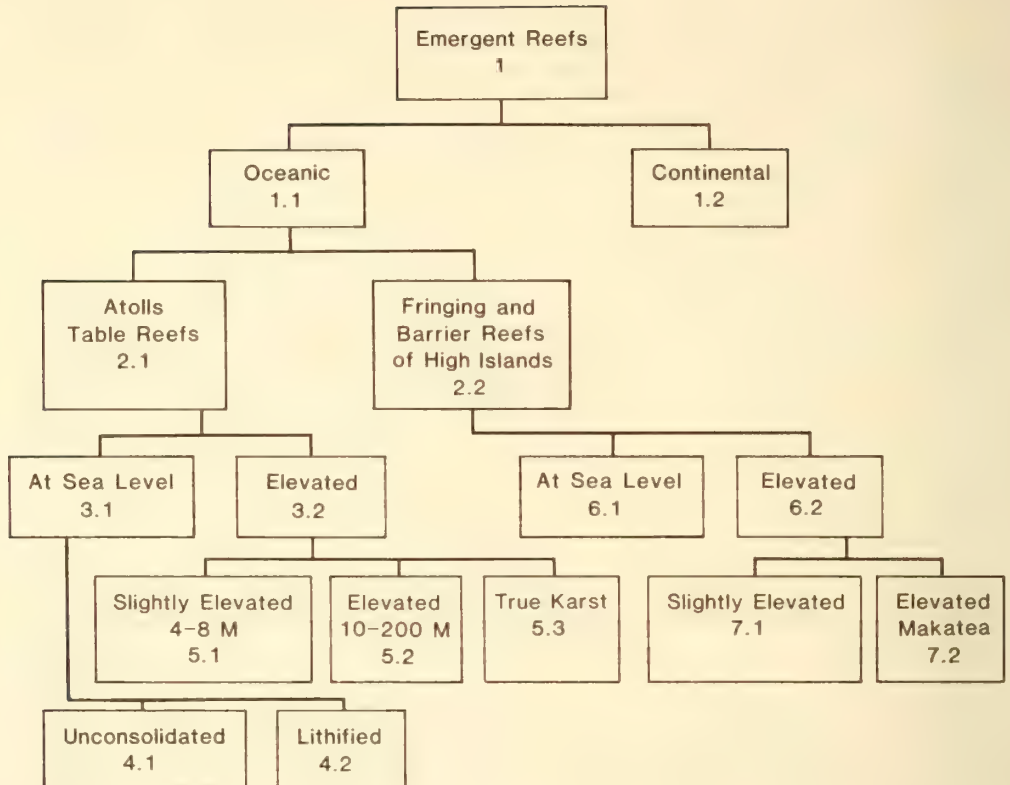 Emergent Reefs
1
Oceanic
1.1
Continental
1.2
Atolls
Table Reefs
2.1
Fringing and
Barrier Reefs
of High Islands
2.2
At Sea Level
3.1
Elevated
3.2
At Sea Level
6.1
Elevated
6.2
Slightly Elevated
4-8 M
5.1
Elevated
10-200 M
5.2
True Karst
5.3
Slightly Elevated
7.1
Elevated
Makatea
7.2
Unconsolidated
4.1
Lithified
4.2